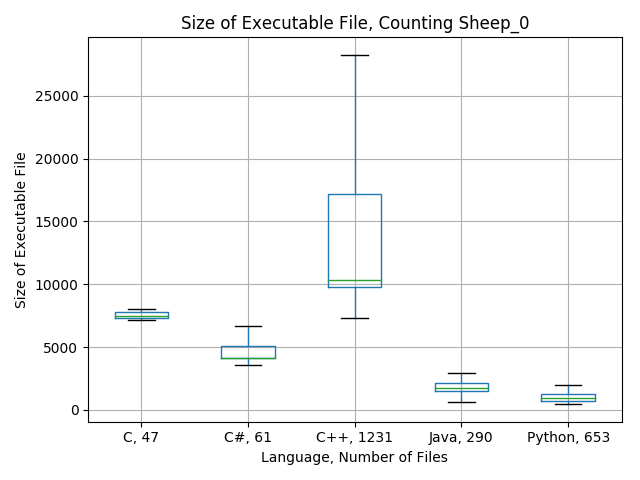 Size of Executable File, Counting Sheep_0
Size of Executable File
25000
20000
15000
10000
5000
0
C, 47
C#, 61
C++, 1231
Java, 290
Python, 653
Language, Number of Files